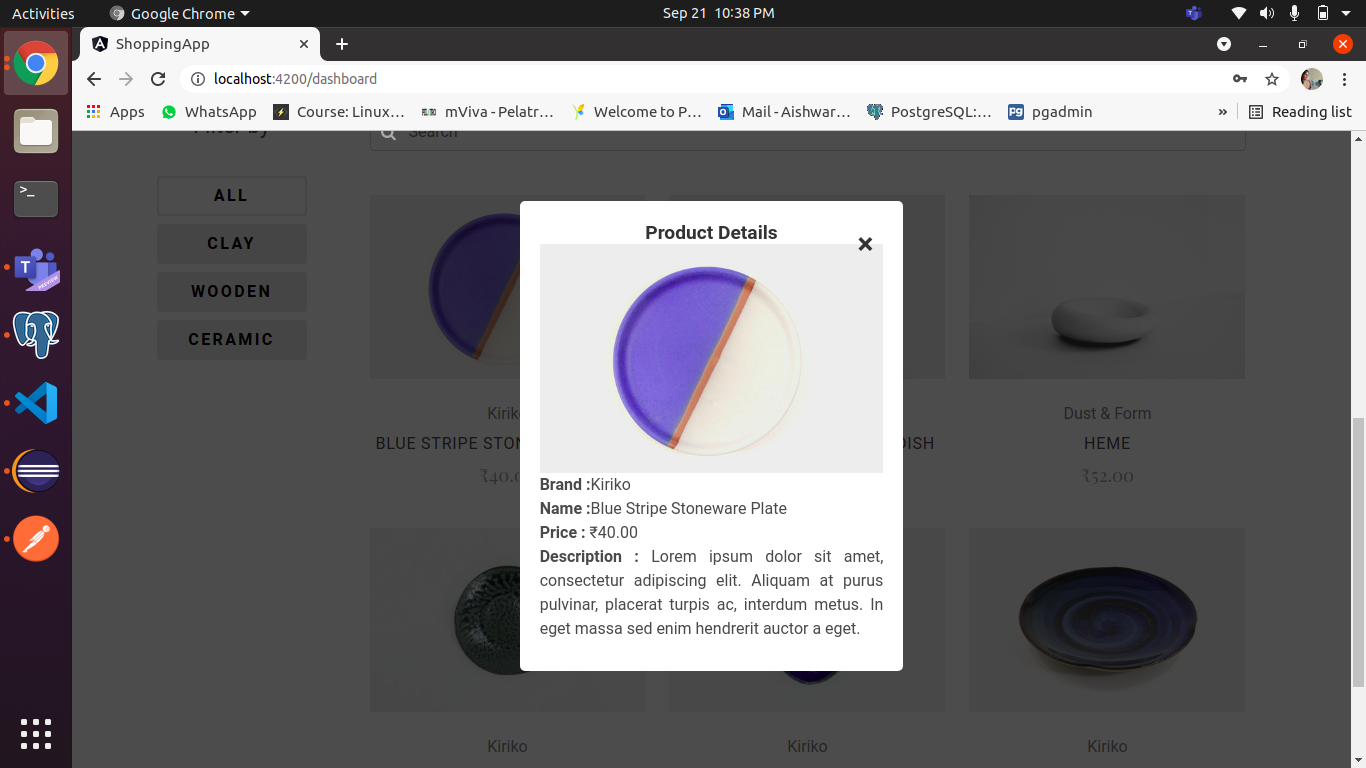 Activities
Google Chrome
Sep 21 10:38 PM
ShoppingApp
localhost:4200/dashboard
Apps
WhatsApp
Course: Linux…
mViva - Pelatr…
Welcome to P…
Mail - Aishwar…
PostgreSQL:…
pgadmin
»
Reading list
Filter by
Search
ALL
CLAY
WOODEN
CERAMIC
Product Details
Brand :Kiriko
Name :Blue Stripe Stoneware Plate
Price : ₹40.00
Description : Lorem ipsum dolor sit amet,
consectetur adipiscing elit. Aliquam at purus
pulvinar, placerat turpis ac, interdum metus. In
eget massa sed enim hendrerit auctor a eget.
BLUE STRIPE
DISH
Dust & Form
HEME
₹52.00
Kiriko
Kiriko
Kiriko